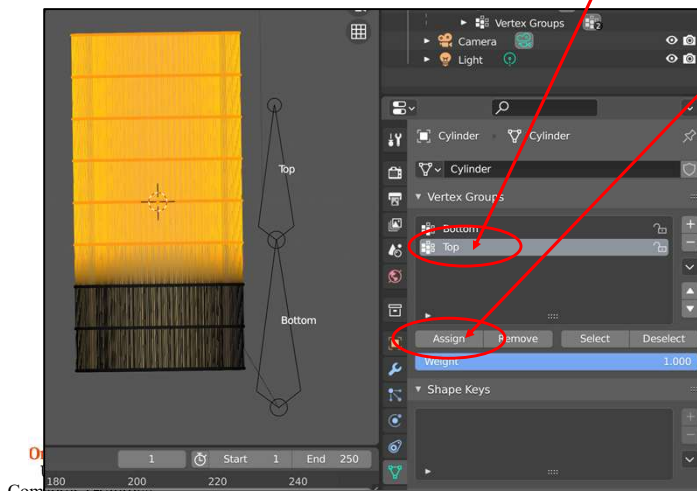 Vertex Groups 2
Camera
Light
Cylinder Cylinder
Cylinder
Vertex Groups
Bottom
Top
Top
Bottom
Assign Remove Select Deselect
Weight 1.000
Shape Keys
1 Start 1 End 250
180 200 220 240